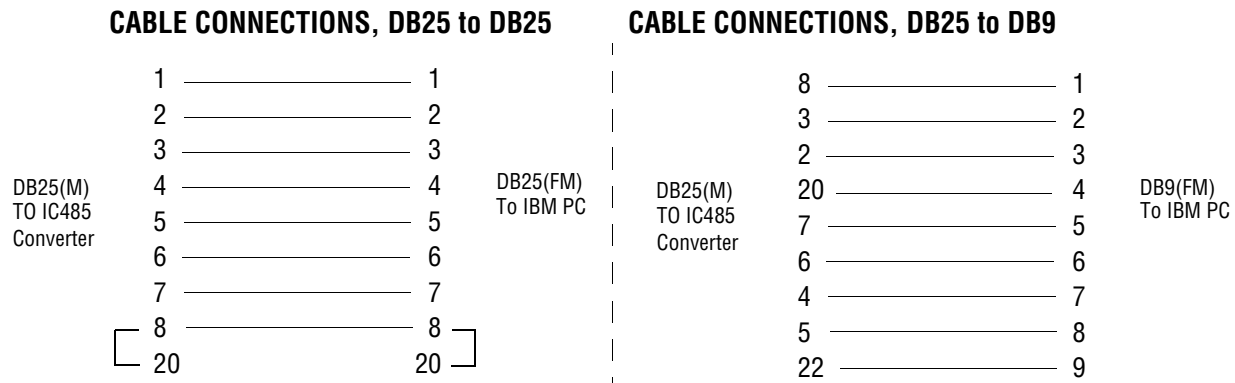 CABLE CONNECTIONS, DB25 to DB25
1 1
2 2
3 3
4 4
5 5
6 6
7 7
8 8
20 20
DB25(M)
TO IC485
Converter
DB25(FM)
To IBM PC
CABLE CONNECTIONS, DB25 to DB9
8 1
3 2
2 3
20 4
7 5
6 6
4 7
5 8
22 9
DB25(M)
TO IC485
Converter
DB9(FM)
To IBM PC